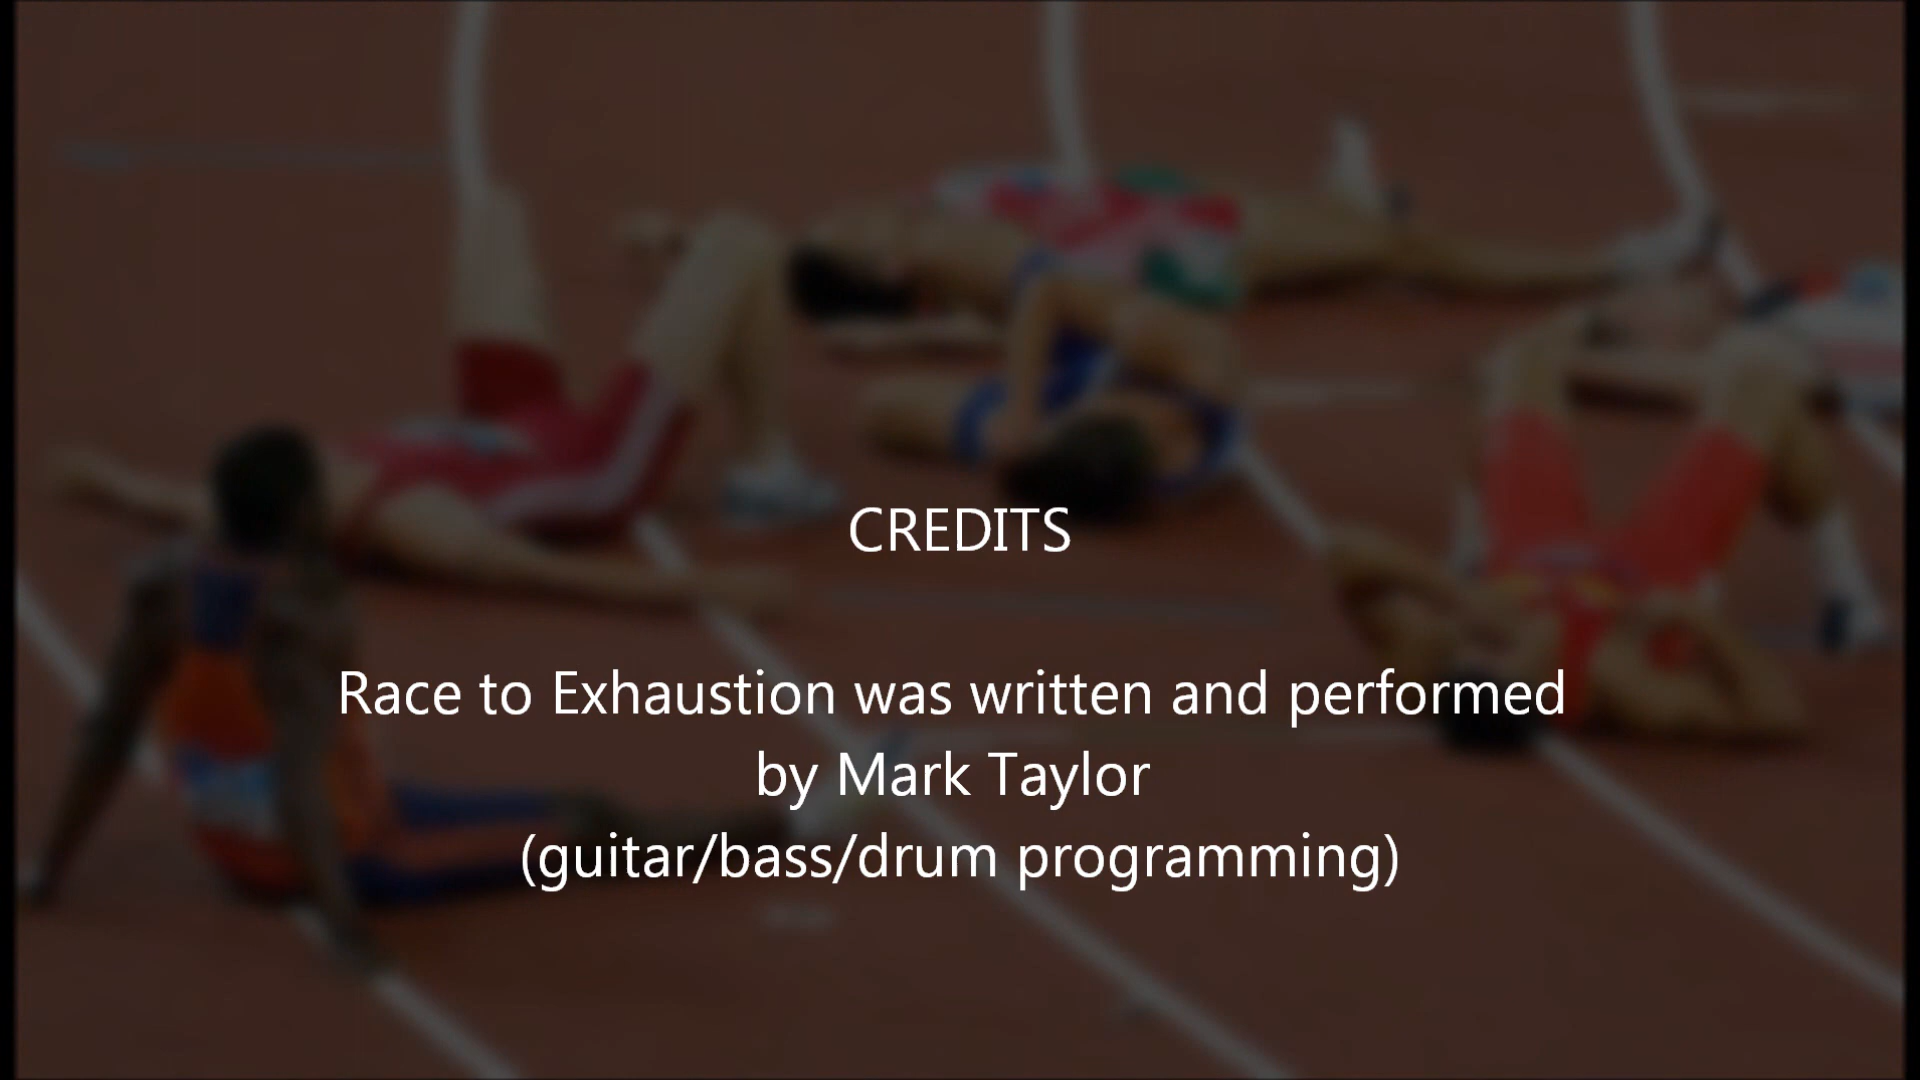 CREDITS
Race to Exhaustion was written and performed
by Mark Taylor
(guitar/bass/drum programming)